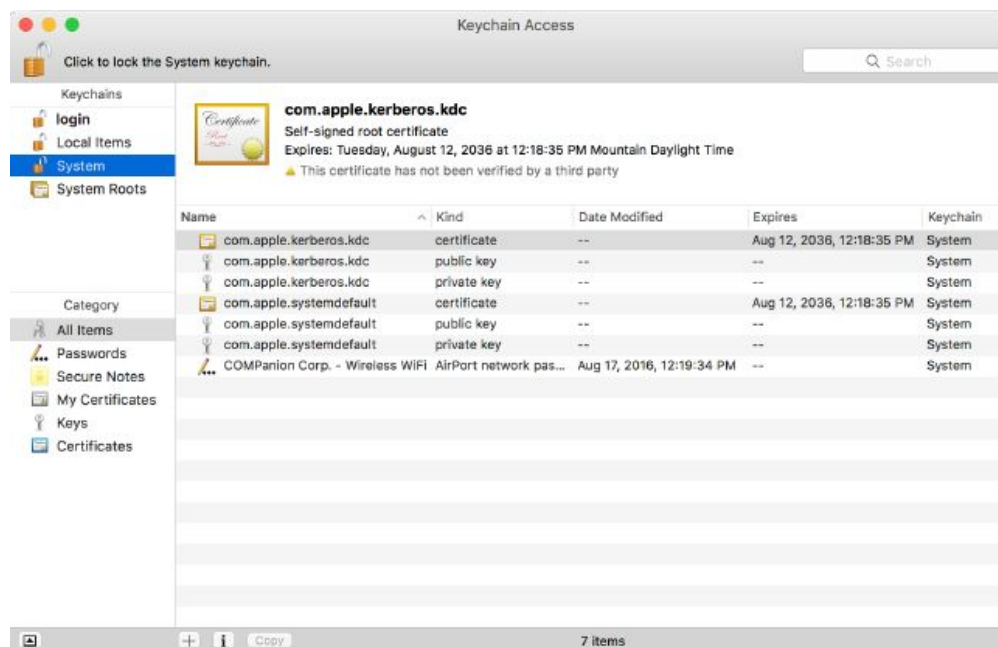 Keychain Access
Click to lock the System keychain.
Search
Keychains
login
Local Items
System
System Roots
Certificate
Root
com.apple.kerberos.kdc
Self-signed root certificate
Expires: Tuesday, August 12, 2036 at 12:18:35 PM Mountain Daylight Time
This certificate has not been verified by a third party
Name Kind Date Modified Expires Keychain
com.apple.kerberos.kdc certificate -- Aug 12, 2036, 12:18:35 PM System
com.apple.kerberos.kdc public key -- -- System
com.apple.kerberos.kdc private key -- -- System
com.apple.systemdefault certificate -- Aug 12, 2036, 12:18:35 PM System
com.apple.systemdefault public key -- -- System
com.apple.systemdefault private key -- -- System
COMPanion Corp. - Wireless WiFi AirPort network pas... Aug 17, 2016, 12:19:34 PM -- System
Category
All Items
Passwords
Secure Notes
My Certificates
Keys
Certificates
Copy
7 items